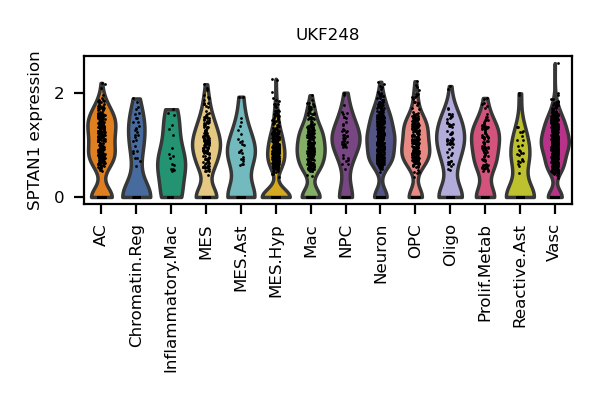 UKF248
SPTAN1 expression
2
0
AC
Chromatin.Reg
Inflammatory.Mac
MES
MES.Ast
MES.Hyp
Mac
NPC
Neuron
OPC
Oligo
Prolif.Metab
Reactive.Ast
Vasc